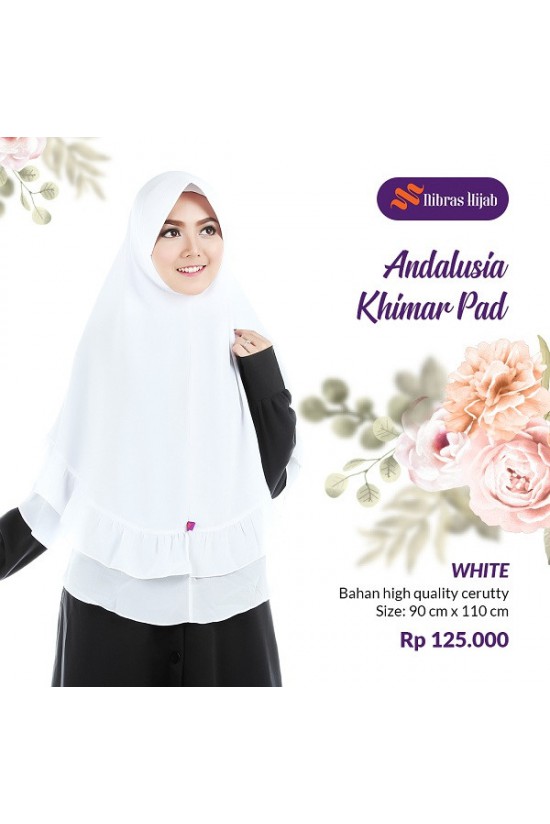 Nibras Hijab
Andalusia
Khimar Pad
WHITE
Bahan high quality cerutty
Size: 90 cm x 110 cm
Rp 125.000